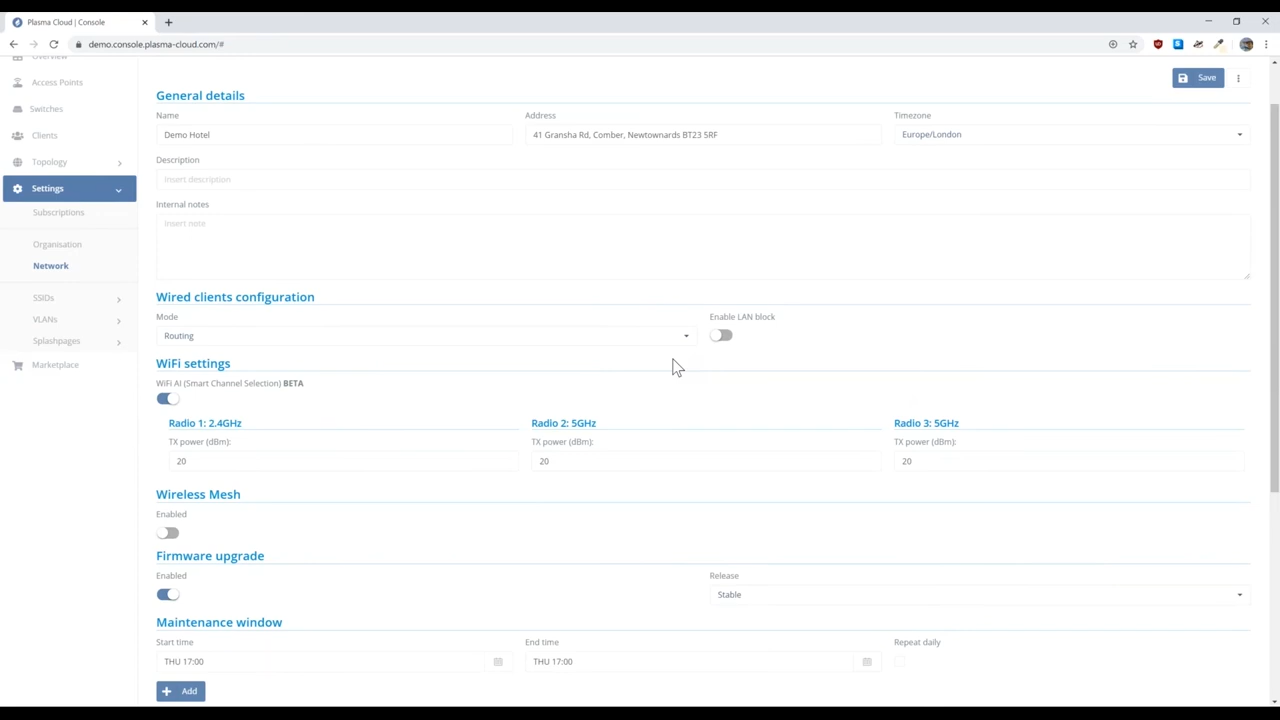 Plasma Cloud | Console
demo.console.plasma-cloud.com/#
Overview
Access Points
Switches
Clients
Topology
Settings
Subscriptions
Organisation
Network
SSIDs
VLANs
Splashpages
Marketplace
Save
General details
Name Address Timezone
Demo Hotel 41 Gransha Rd, Comber, Newtownards BT23 5RF Europe/London
Description
Insert description
Internal notes
Insert note
Wired clients configuration
Mode Enable LAN block
Routing
WiFi settings
WiFi AI (Smart Channel Selection) BETA
Radio 1: 2.4GHz Radio 2: 5GHz Radio 3: 5GHz
TX power (dBm): TX power (dBm): TX power (dBm):
20 20 20
Wireless Mesh
Enabled
Firmware upgrade
Enabled Release
Stable
Maintenance window
Start time End time Repeat daily
THU 17:00 THU 17:00
Add